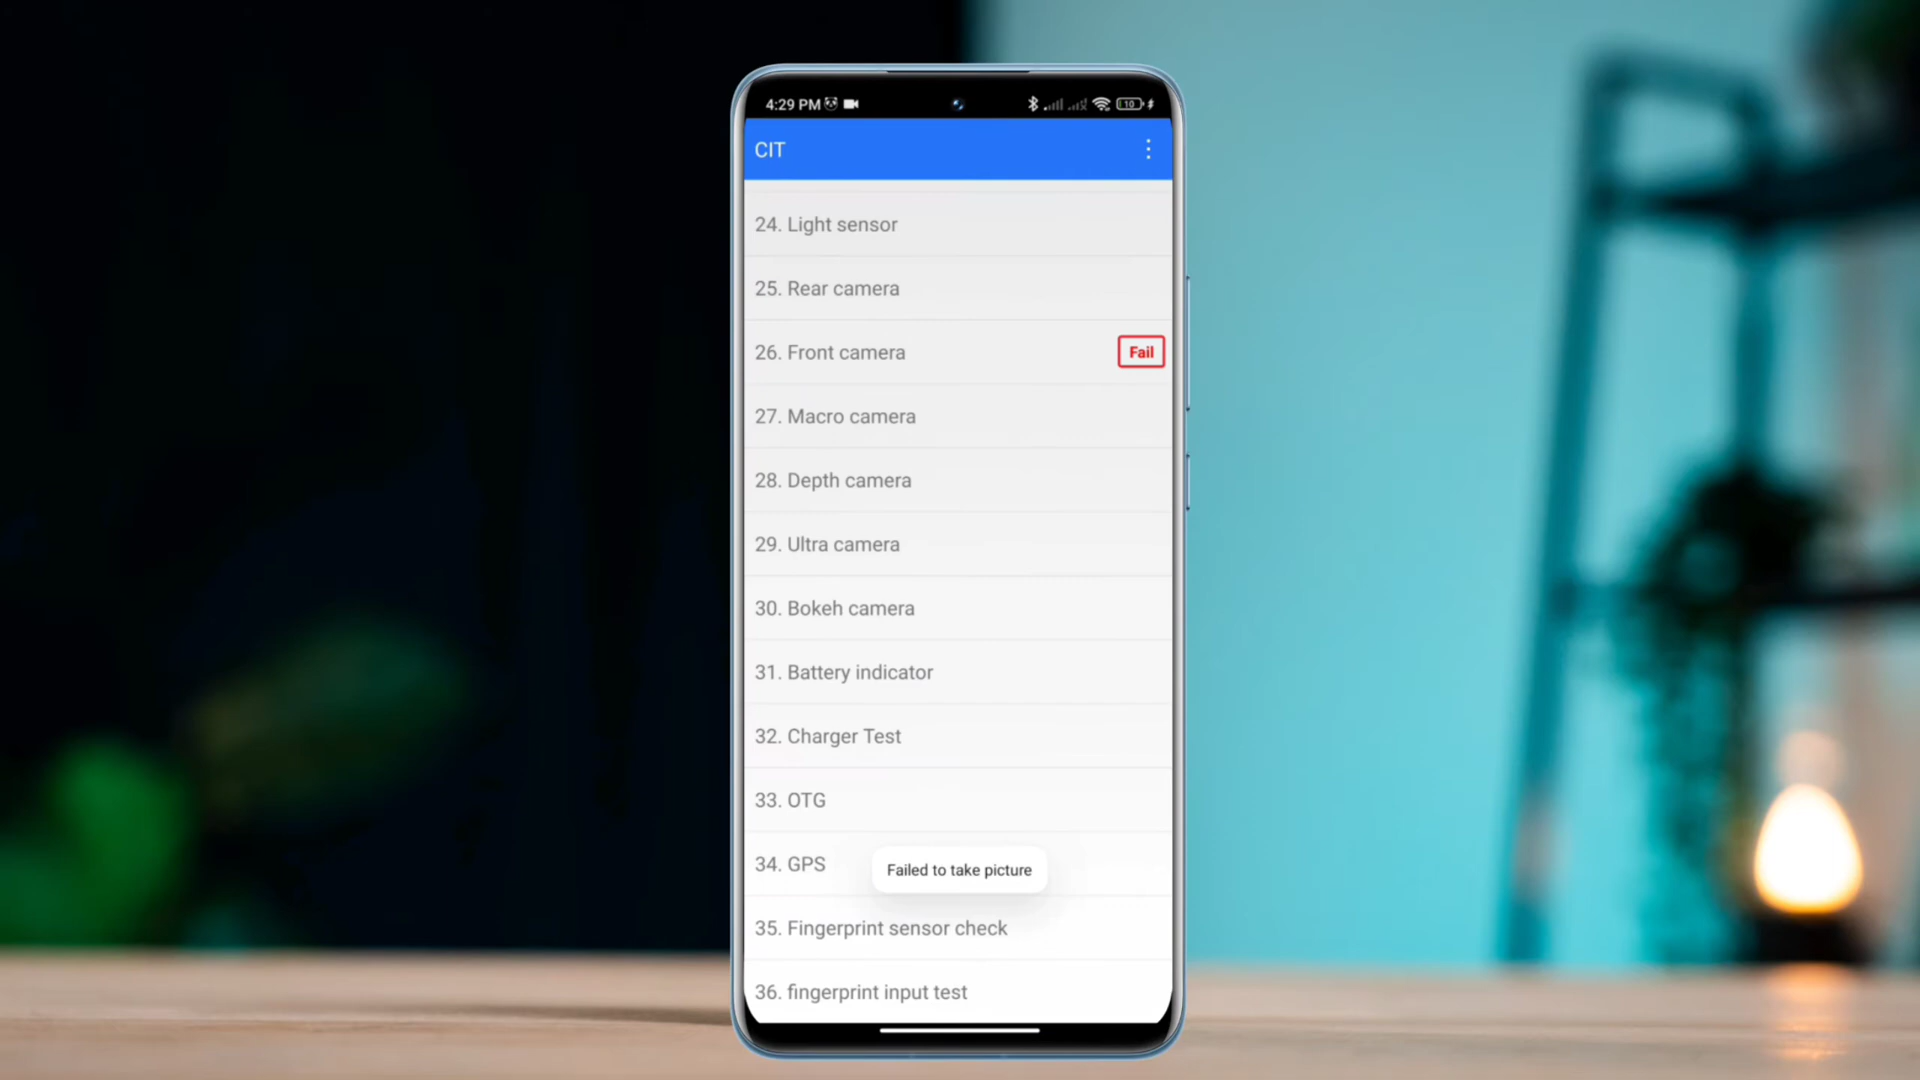 4:29 PM
10
CIT
24. Light sensor
25. Rear camera
26. Front camera
Fail
27. Macro camera
28. Depth camera
29. Ultra camera
30. Bokeh camera
31. Battery indicator
32. Charger Test
33. OTG
34. GPS
Failed to take picture
35. Fingerprint sensor check
36. fingerprint input test